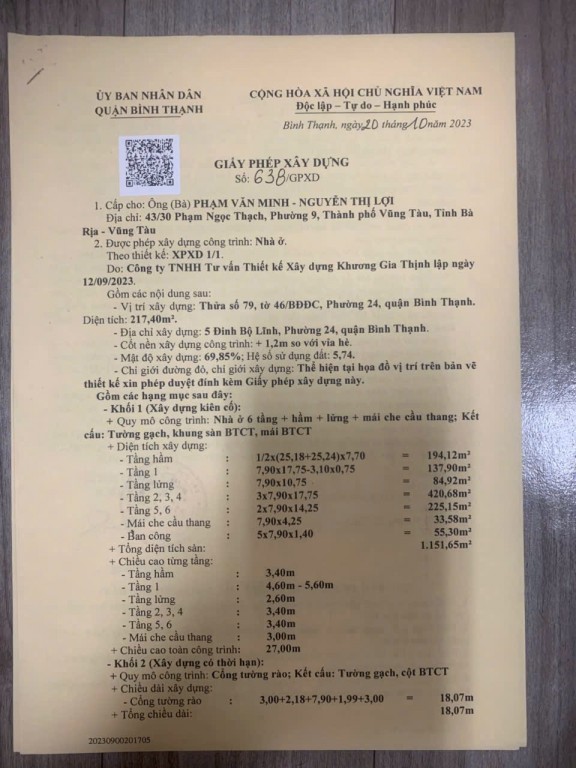 ỦY BAN NHÂN DÂN
QUẬN BÌNH THẠNH
CỘNG HÒA XÃ HỘI CHỦ NGHĨA VIỆT NAM
Độc lập – Tự do – Hạnh phúc
Bình Thạnh, ngày 20 tháng 10 năm 2023
GIẤY PHÉP XÂY DỰNG
Số: 638/GPXD
1. Cấp cho: Ông (Bà) PHẠM VĂN MINH - NGUYỄN THỊ LỢI
Địa chỉ: 43/30 Phạm Ngọc Thạch, Phường 9, Thành phố Vũng Tàu, Tỉnh Bà
Rịa - Vũng Tàu
2. Được phép xây dựng công trình: Nhà ở.
Theo thiết kế: XPXD 1/1.
Do: Công ty TNHH Tư vấn Thiết kế Xây dựng Khương Gia Thịnh lập ngày
12/09/2023.
Gồm các nội dung sau:
- Vị trí xây dựng: Thửa số 79, tờ 46/BĐĐC, Phường 24, quận Bình Thạnh.
Diện tích: 217,40m².
- Địa chỉ xây dựng: 5 Đinh Bộ Lĩnh, Phường 24, quận Bình Thạnh.
- Cốt nền xây dựng công trình: + 1,2m so với vỉa hè.
- Mật độ xây dựng: 69,85%; Hệ số sử dụng đất: 5,74.
- Chỉ giới đường đỏ, chỉ giới xây dựng: Thể hiện tại họa đồ vị trí trên bản vẽ
thiết kế xin phép duyệt đính kèm Giấy phép xây dựng này.
Gồm các hạng mục sau đây:
- Khối 1 (Xây dựng kiên cố):
+ Quy mô công trình: Nhà ở 6 tầng + hầm + lửng + mái che cầu thang; Kết
cấu: Tường gạch, khung sàn BTCT, mái BTCT
+ Diện tích xây dựng:
- Tầng hầm : 1/2x(25,18+25,24)x7,70 = 194,12m²
- Tầng 1 : 7,90x17,75-3,10x0,75 = 137,90m²
- Tầng lửng : 7,90x10,75 = 84,92m²
- Tầng 2, 3, 4 : 3x7,90x17,75 = 420,68m²
- Tầng 5, 6 : 2x7,90x14,25 = 225,15m²
- Mái che cầu thang : 7,90x4,25 = 33,58m²
- Ban công : 5x7,90x1,40 = 55,30m²
+ Tổng diện tích sàn: 1.151,65m²
+ Chiều cao từng tầng:
- Tầng hầm : 3,40m
- Tầng 1 : 4,60m - 5,60m
- Tầng lửng : 2,60m
- Tầng 2, 3, 4 : 3,40m
- Tầng 5, 6 : 3,40m
- Mái che cầu thang : 3,00m
+ Chiều cao toàn công trình: 27,00m
- Khối 2 (Xây dựng có thời hạn):
+ Quy mô công trình: Cổng tường rào; Kết cấu: Tường gạch, cột BTCT
+ Chiều dài xây dựng:
- Cổng tường rào : 3,00+2,18+7,90+1,99+3,00 = 18,07m
+ Tổng chiều dài: 18,07m
20230900201705